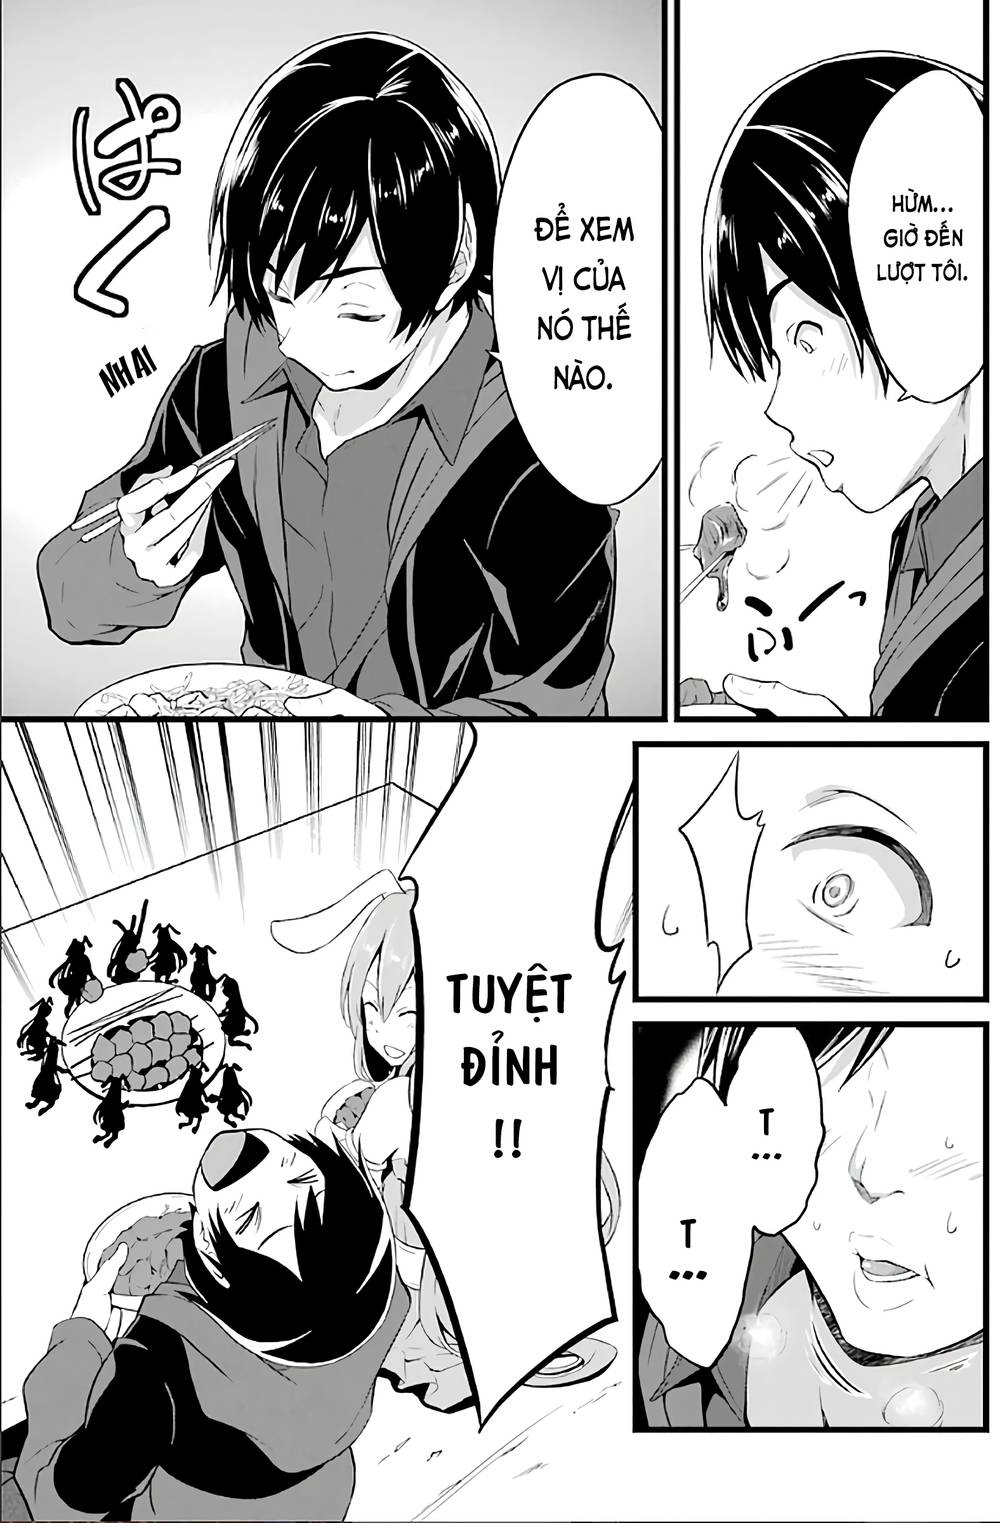 HỪM...
GIỜ ĐẾN
LƯỢT TÔI.
ふー
ĐỂ XEM
VỊ CỦA
NÓ THẾ
NÀO.
ぱく
NHAI
T
...
T
...
TUYỆT
ĐỈNH
!!